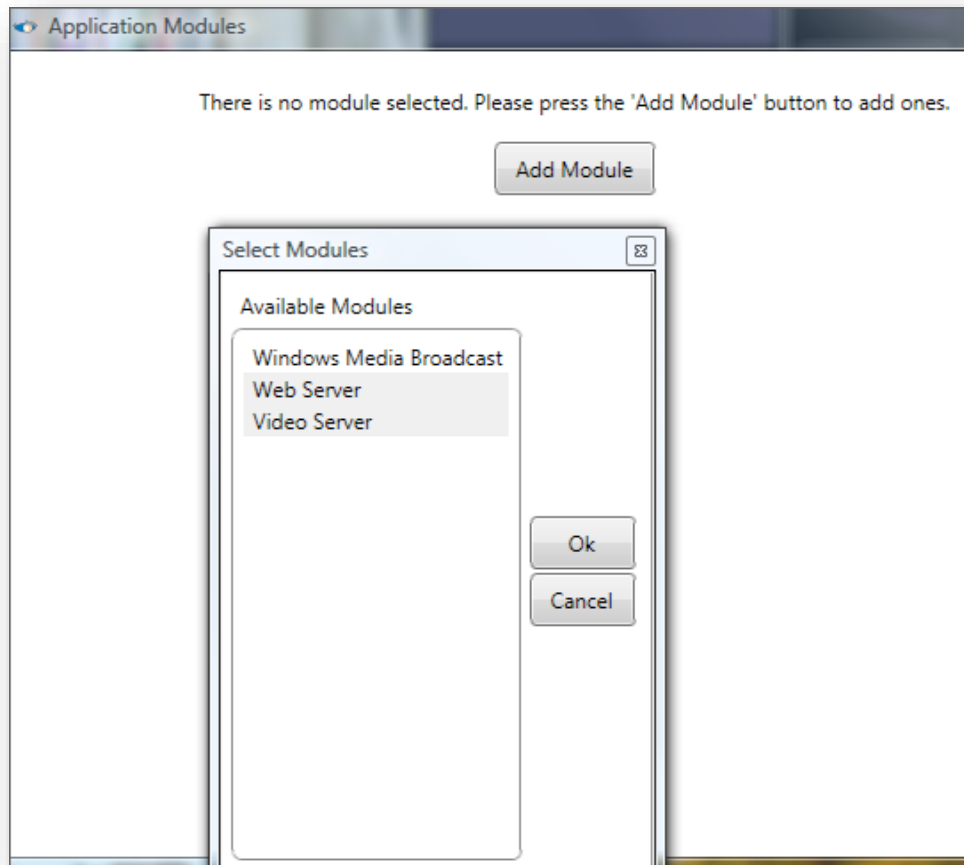 Application Modules
There is no module selected. Please press the 'Add Module' button to add ones.
Add Module
Select Modules
Available Modules
Windows Media Broadcast
Web Server
Video Server
Ok
Cancel